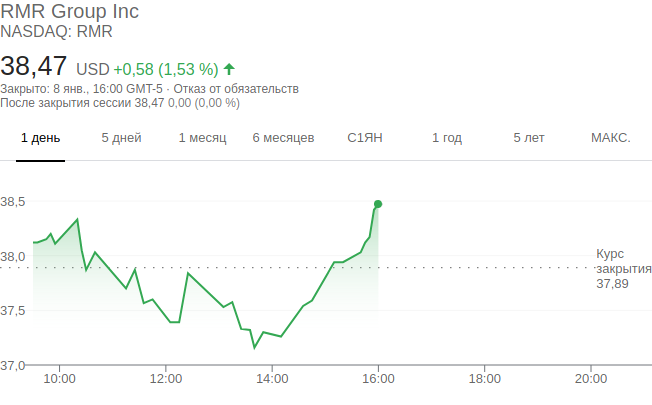 RMR Group Inc
NASDAQ: RMR
38,47 USD +0,58 (1,53 %)
Закрыто: 8 янв., 16:00 GMT-5 · Отказ от обязательств
После закрытия сессии 38,47 0,00 (0,00 %)
1 день 5 дней 1 месяц 6 месяцев С1ЯН 1 год 5 лет МАКС.
38,5
38,0
37,5
37,0
Курс
закрытия
37,89
10:00 12:00 14:00 16:00 18:00 20:00